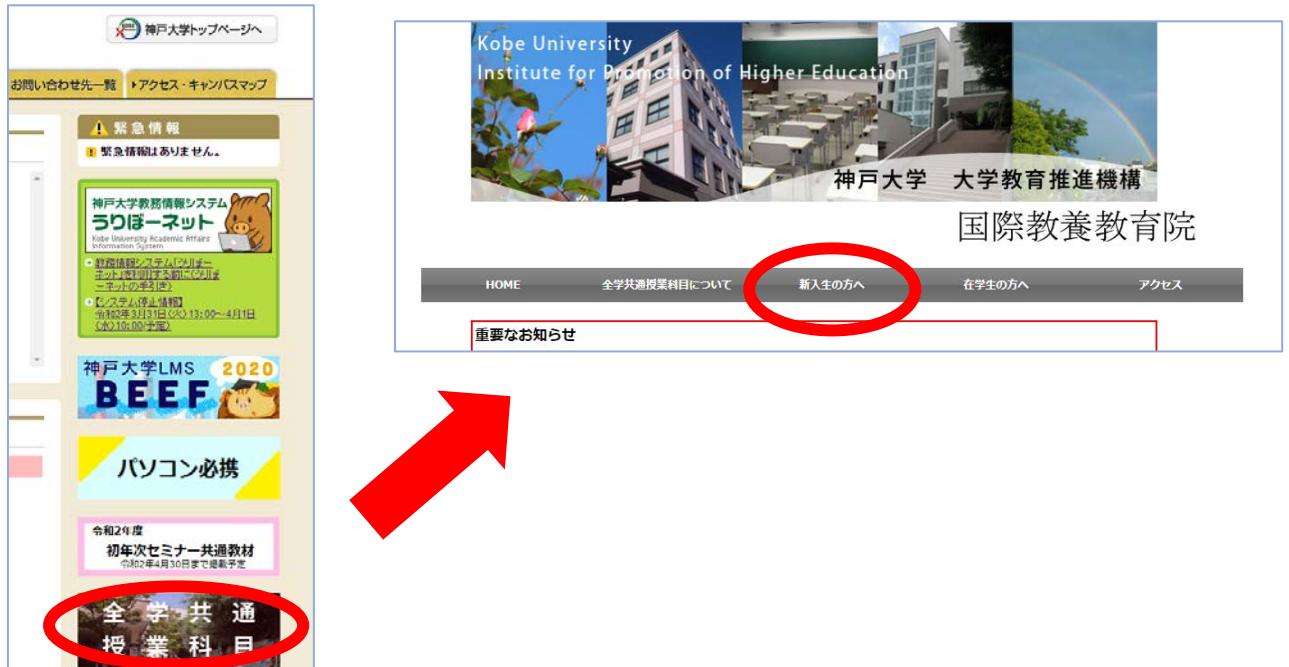 神戸大学トップページへ
お問い合わせ先一覧
アクセス・キャンパスマップ
緊急情報
緊急情報はありません。
神戸大学教務情報システム
うりぼーネット
Kobe University Academic Affairs
Information System
教務情報システム「うりぼー
ネット」を利用する前に(うりぼ
ーネットの手引き)
【システム停止情報】
令和2年3月31日(火)13:00~4月1日
(水)10:00(予定)
神戸大学LMS 2020
BEEF
パソコン必携
令和2年度
初年次セミナー共通教材
令和2年4月30日まで掲載予定
全学共通
授業科目
Kobe University
Institute for Promotion of Higher Education
神戸大学 大学教育推進機構
国際教養教育院
HOME 全学共通授業科目について 新入生の方へ 在学生の方へ アクセス
重要なお知らせ